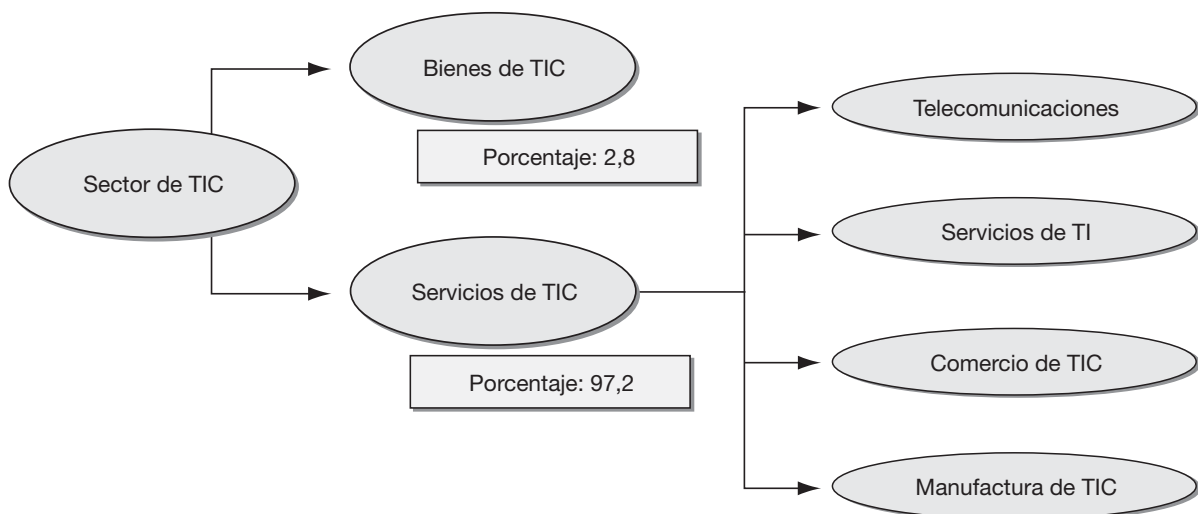 Sector de TIC
Bienes de TIC
Porcentaje: 2,8
Servicios de TIC
Porcentaje: 97,2
Telecomunicaciones
Servicios de TI
Comercio de TIC
Manufactura de TIC